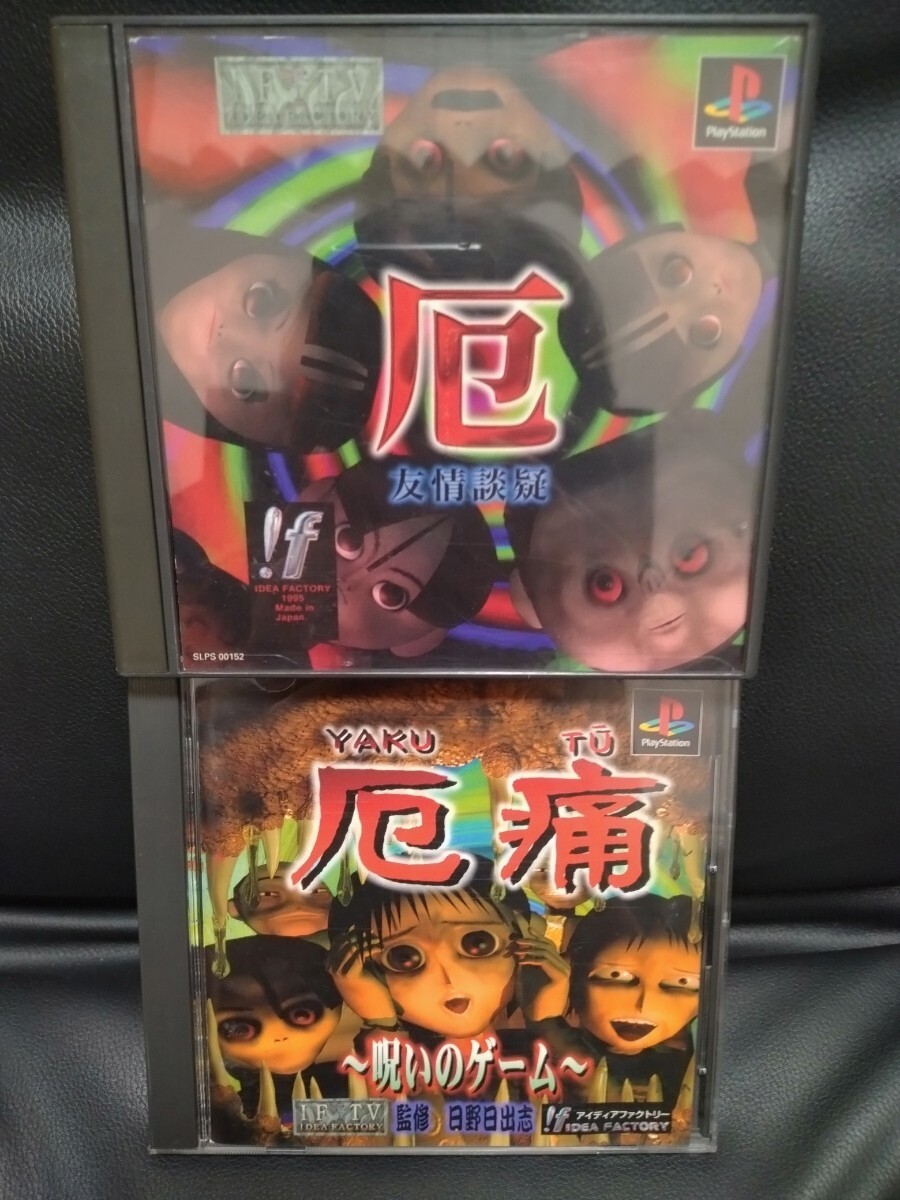 IF TV
IDEA FACTORY
PlayStation
厄
友情談疑
!f
IDEA FACTORY
1995
Made in
Japan
SLPS 00152
YAKU TŪ
PlayStation
厄痛
~呪いのゲーム~
IF TV
IDEA FACTORY
監修 日野日出志
!f アイディアファクトリー
IDEA FACTORY